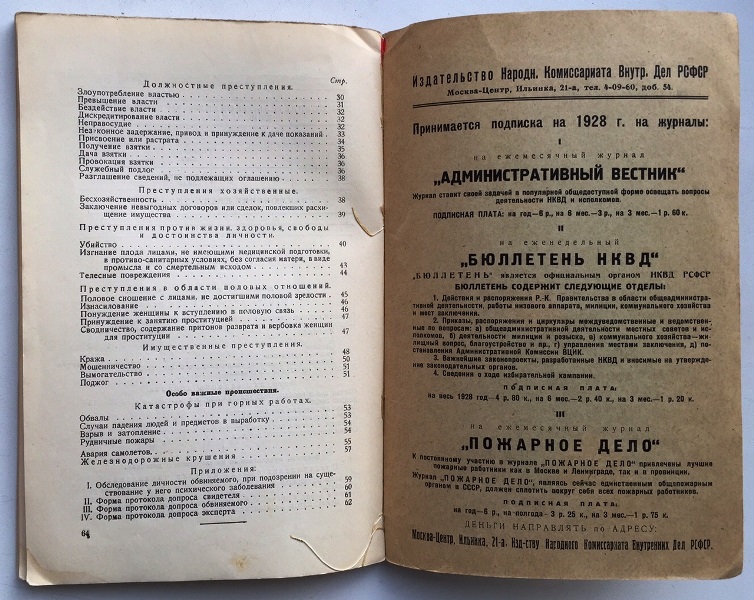 Стр.
Должностные преступления.
Злоупотребление властью 30
Превышение власти 31
Бездействие власти 32
Дискредитирование власти 32
Неправосудие 32
Незаконное задержание, привод и принуждение к даче показаний 33
Присвоение или растрата 34
Получение взятки 35
Дача взятки 36
Провокация взятки 36
Служебный подлог 36
Разглашение сведений, не подлежащих оглашению 38
Преступления хозяйственные.
Бесхозяйственность 38
Заключение невыгодных договоров или сделок, повлекших расхищение
имущества 39
Преступления против жизни, здоровья, свободы
и достоинства личности.
Убийство 40
Изгнание плода лицами, не имеющими медицинской подготовки,
в противо-санитарных условиях, без согласия матери, в виде
промысла и со смертельным исходом 43
Телесные повреждения 44
Преступления в области половых отношений.
Половое сношение с лицами, не достигшими половой зрелости 45
Изнасилование 45
Понуждение женщины к вступлению в половую связь 46
Принуждение к занятию проституцией 47
Сводничество, содержание притонов разврата и вербовка женщин
для проституции 47
Имущественные преступления.
Кража 48
Мошенничество 50
Вымогательство 51
Поджог 51
Особо важные происшествия.
Катастрофы при горных работах.
Обвалы 53
Случаи падения людей и предметов в выработку 53
Взрыв и затопление 54
Рудничные пожары 54
Авария самолетов. 55
Железнодорожные крушения 57
Приложения:
I. Обследование личности обвиняемого, при подозрении на существование
у него психического заболевания 59
II. Форма протокола допроса свидетеля 60
III. Форма протокола допроса обвиняемого 61
IV. Форма протокола допроса эксперта 62
64
Издательство Народн. Комиссариата Внутр. Дел РСФСР
Москва-Центр, Ильинка, 21-а, тел. 4-09-60, доб. 54.
Принимается подписка на 1928 г. на журналы:
I
на ежемесячный журнал
„АДМИНИСТРАТИВНЫЙ ВЕСТНИК“
Журнал ставит своей задачей в популярной общедоступной форме освещать вопросы
деятельности НКВД и исполкомов.
ПОДПИСНАЯ ПЛАТА: на год—6 р., на 6 мес.—3 р., на 3 мес.—1 р. 60 к.
II
на еженедельный
„БЮЛЛЕТЕНЬ НКВД“
„БЮЛЛЕТЕНЬ“ является официальным органом НКВД РСФСР
БЮЛЛЕТЕНЬ СОДЕРЖИТ СЛЕДУЮЩИЕ ОТДЕЛЫ:
1. Действия и распоряжения Р.-К. Правительства в области общеадминистративной
деятельности, работы низового аппарата, милиции, коммунального хозяйства
и мест заключения.
2. Приказы, распоряжения и циркуляры междуведомственные и ведомственные
по вопросам: а) общеадминистративной деятельности местных советов и исполкомов,
б) деятельности милиции и розыска, в) коммунального хозяйства—жилищный
вопрос, благоустройство и пр., г) управления местами заключения, д) постановления
Административной Комиссии ВЦИК.
3. Важнейшие законопроекты, разработанные НКВД и вносимые на утверждение
законодательных органов.
4. Сведения о ходе избирательной кампании.
ПОДПИСНАЯ ПЛАТА:
на весь 1928 год—4 р. 80 к., на 6 мес.—2 р. 40 к., на 3 мес.—1 р. 20 к.
III
на ежемесячный журнал
„ПОЖАРНОЕ ДЕЛО“
К постоянному участию в журнале „ПОЖАРНОЕ ДЕЛО“ привлечены лучшие
пожарные работники как в Москве и Ленинграде, так и в провинции.
Журнал „ПОЖАРНОЕ ДЕЛО“, являясь сейчас единственным общепожарным
органом в СССР, должен сплотить вокруг себя всех пожарных работников.
ПОДПИСНАЯ ПЛАТА:
на год—6 р., на полгода—3 р. 25 к., на 3 мес.—1 р. 75 к.
ДЕНЬГИ НАПРАВЛЯТЬ по АДРЕСУ:
Москва-Центр, Ильинка, 21-а. Изд-ству Народного Комиссариата Внутренних Дел РСФСР.